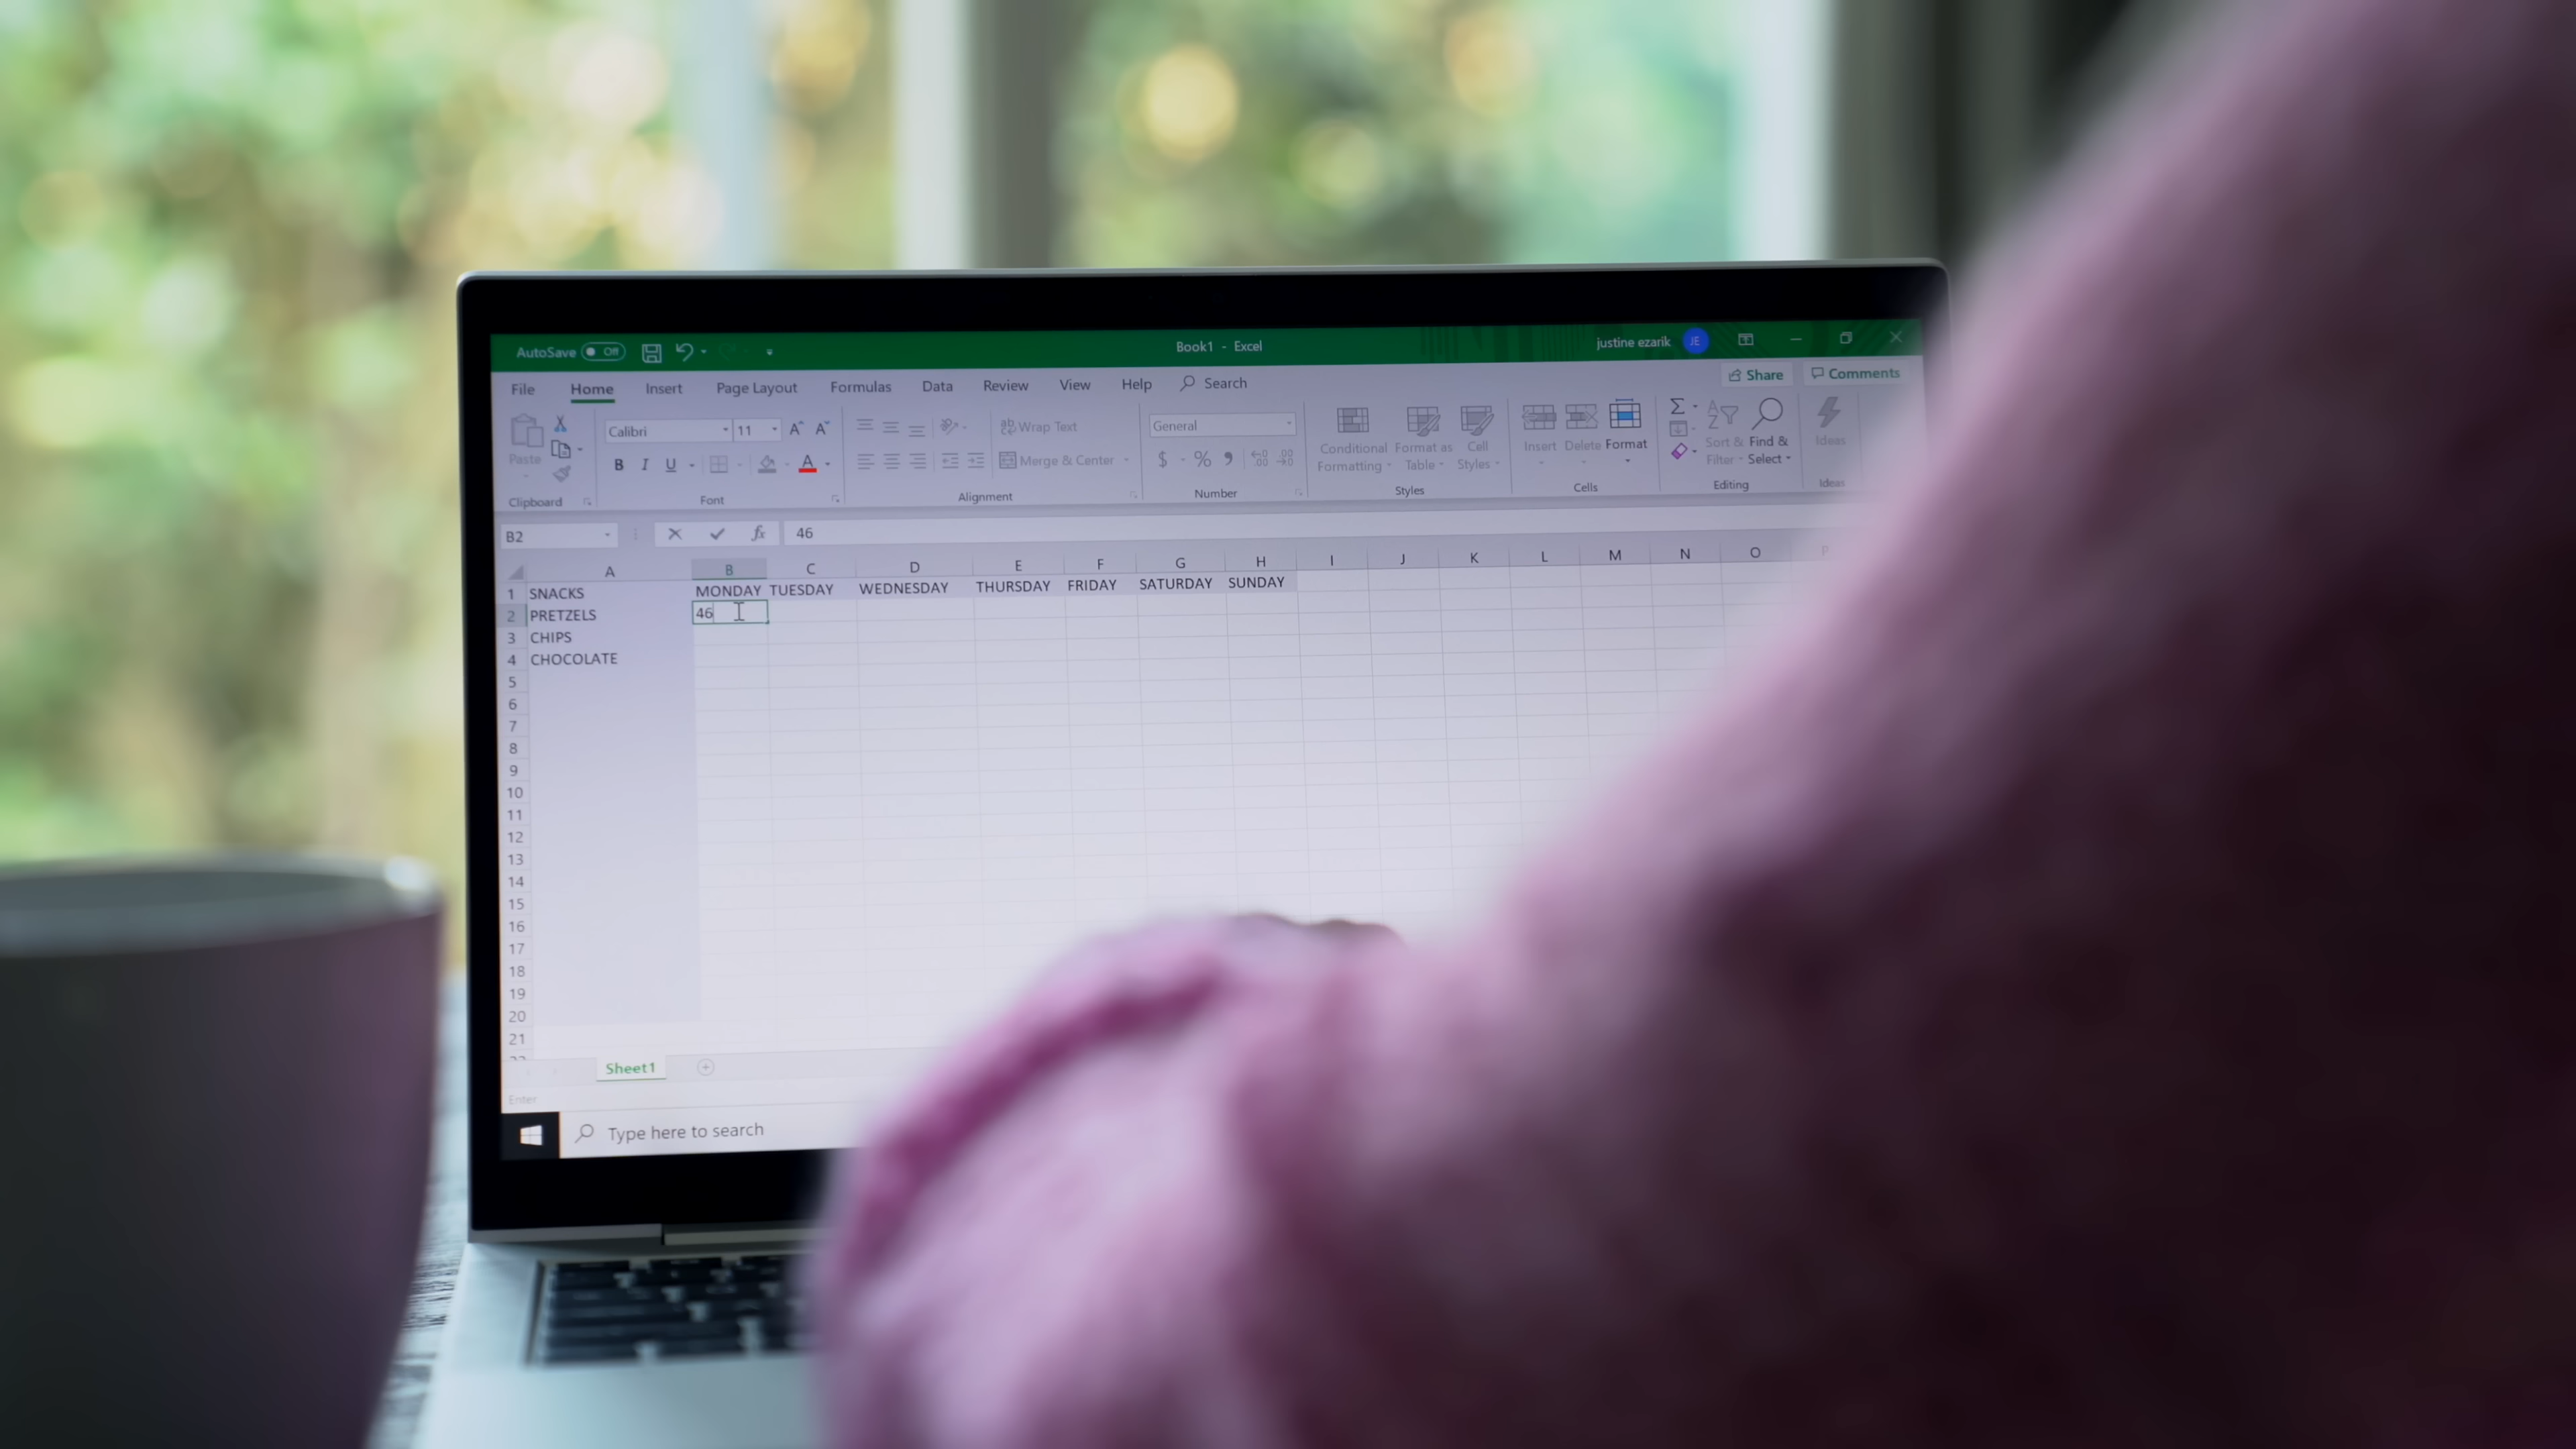 AutoSave Off Book1 - Excel justine ezarik JE
File Home Insert Page Layout Formulas Data Review View Help Search Share Comments
Calibri 11 A A ab Wrap Text General
Paste B I U A Merge & Center $ % 9 Conditional Formatting Format as Table Cell Styles Insert Delete Format Sort & Filter Find & Select Ideas
Clipboard Font Alignment Number Styles Cells Editing Ideas
B2 fx 46
A B C D E F G H I J K L M N O P
1 SNACKS MONDAY TUESDAY WEDNESDAY THURSDAY FRIDAY SATURDAY SUNDAY
2 PRETZELS 46
3 CHIPS
4 CHOCOLATE
5
6
7
8
9
10
11
12
13
14
15
16
17
18
19
20
21
Sheet1
Enter
Type here to search